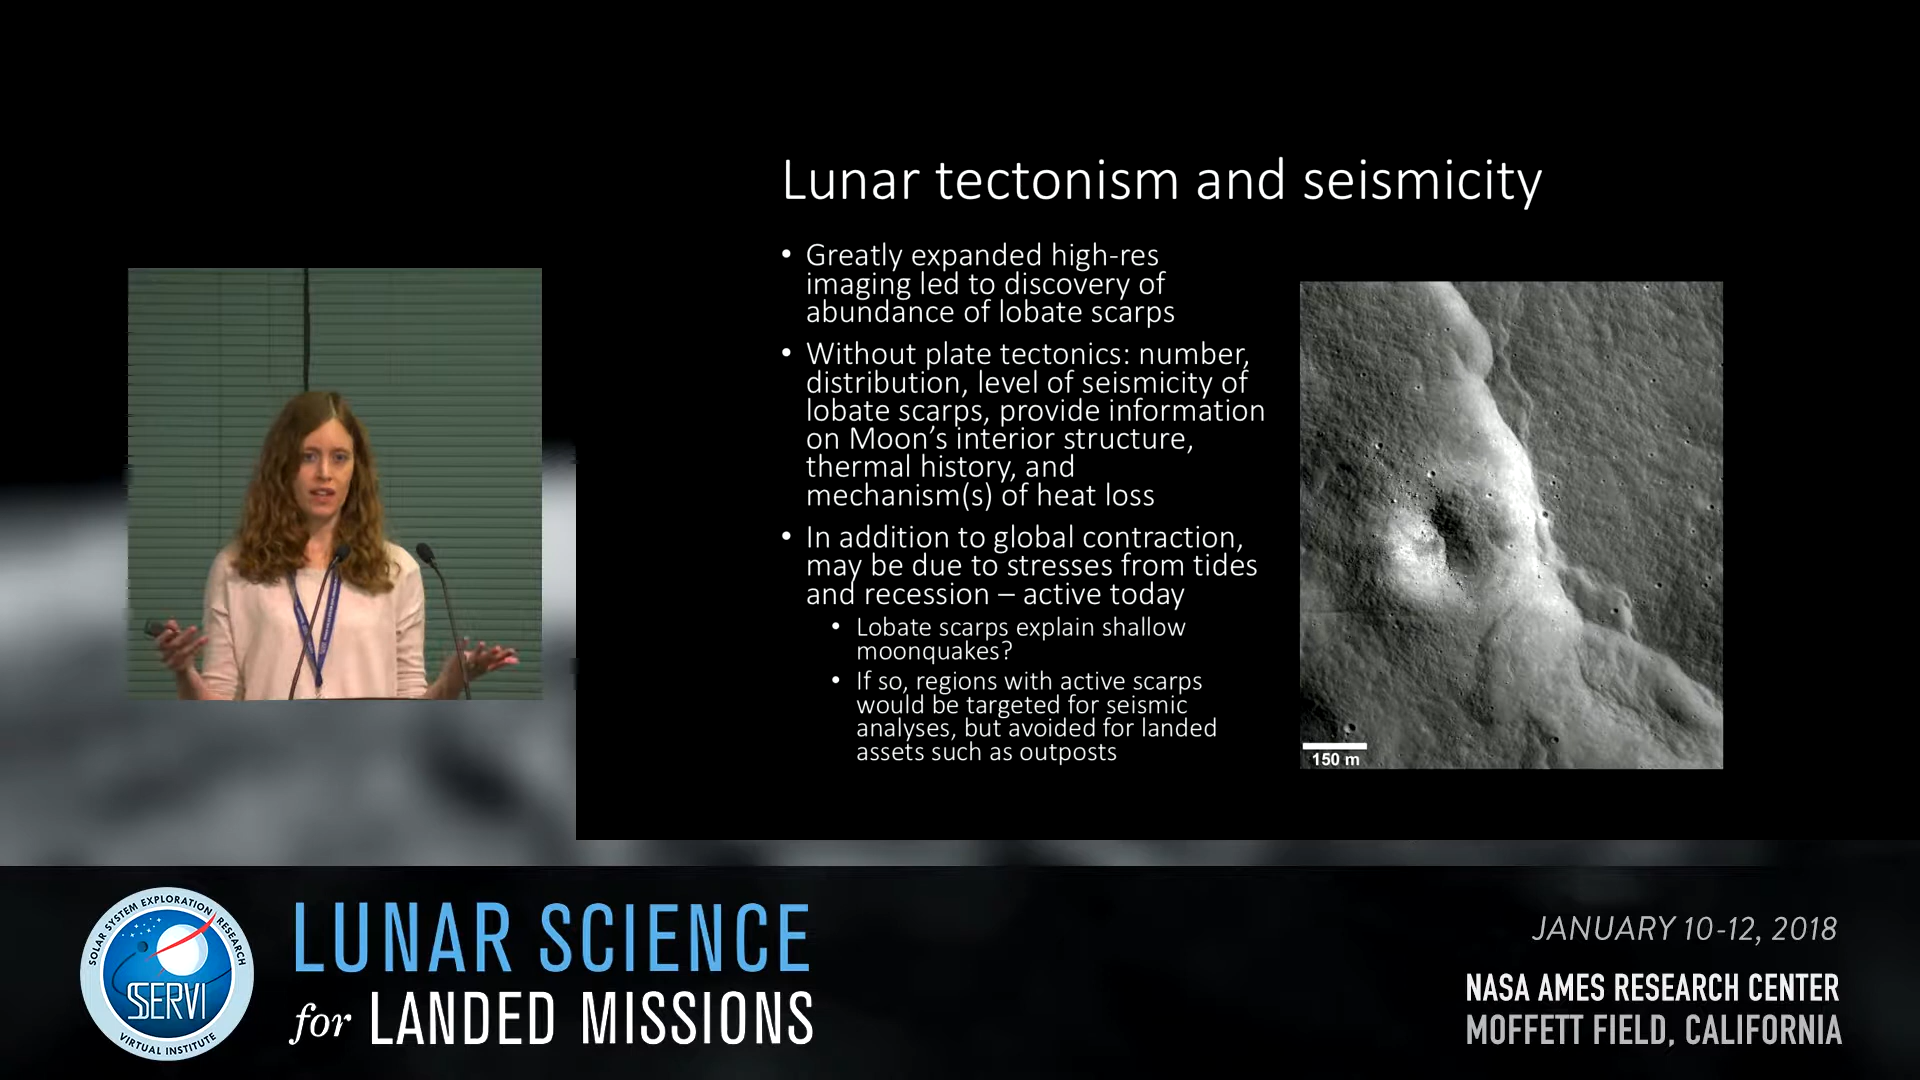 Lunar tectonism and seismicity
• Greatly expanded high-res
imaging led to discovery of
abundance of lobate scarps
• Without plate tectonics: number,
distribution, level of seismicity of
lobate scarps, provide information
on Moon’s interior structure,
thermal history, and
mechanism(s) of heat loss
• In addition to global contraction,
may be due to stresses from tides
and recession – active today
• Lobate scarps explain shallow
moonquakes?
• If so, regions with active scarps
would be targeted for seismic
analyses, but avoided for landed
assets such as outposts
150 m
SOLAR SYSTEM EXPLORATION RESEARCH
SSERVI
VIRTUAL INSTITUTE
LUNAR SCIENCE
for LANDED MISSIONS
JANUARY 10-12, 2018
NASA AMES RESEARCH CENTER
MOFFETT FIELD, CALIFORNIA